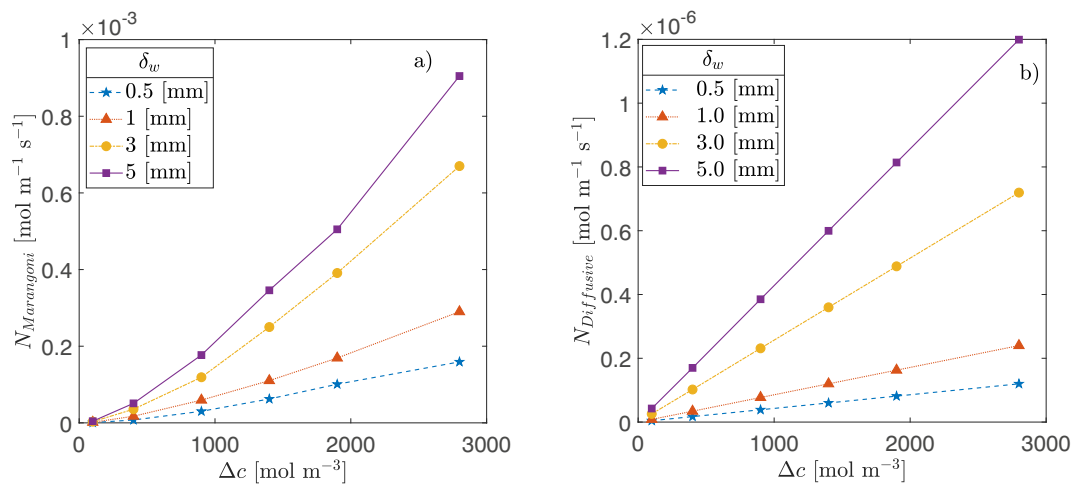 ×10⁻³
a)
δ_w
0.5 [mm]
1 [mm]
3 [mm]
5 [mm]
N_Marangoni [mol m⁻¹ s⁻¹]
1
0.8
0.6
0.4
0.2
0
0 1000 2000 3000
Δc [mol m⁻³]
×10⁻⁶
b)
δ_w
0.5 [mm]
1.0 [mm]
3.0 [mm]
5.0 [mm]
N_Diffusive [mol m⁻¹ s⁻¹]
1.2
1
0.8
0.6
0.4
0.2
0
0 1000 2000 3000
Δc [mol m⁻³]